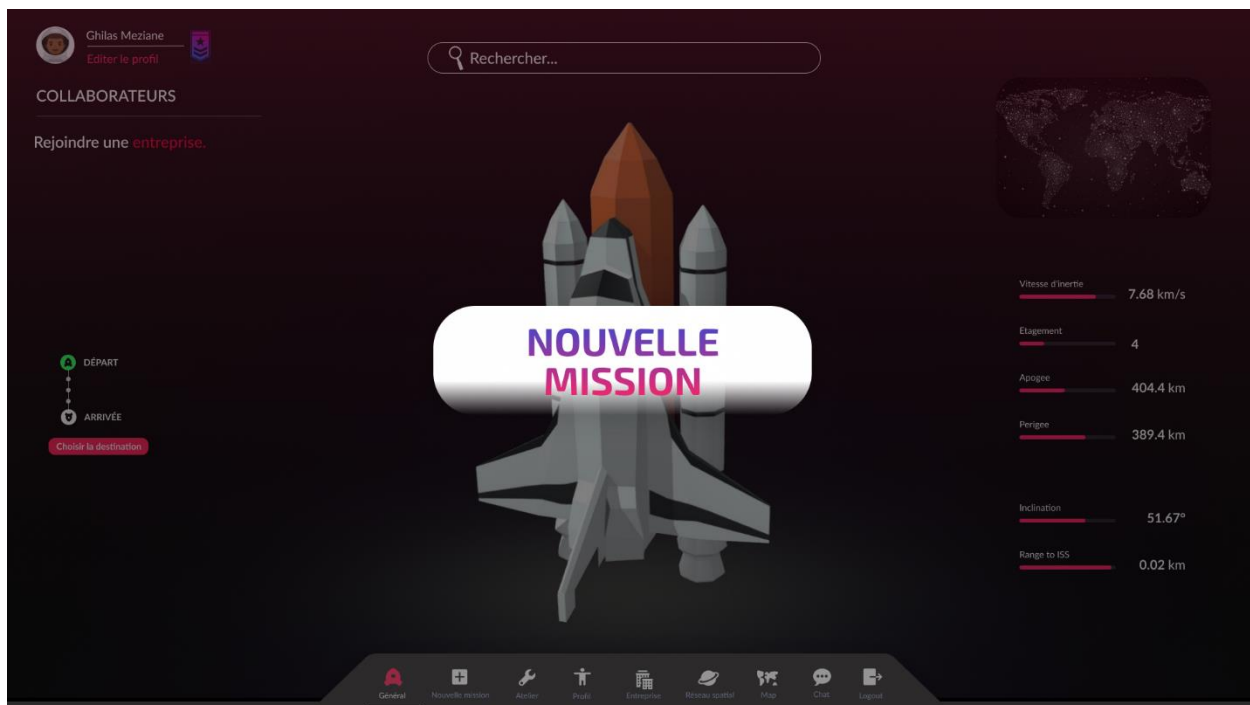 Ghilas Meziane
Editer le profil
Rechercher...
COLLABORATEURS
Rejoindre une entreprise.
NOUVELLE
MISSION
DÉPART
ARRIVÉE
Choisir la destination
Vitesse d'inertie
7.68 km/s
Etagement
4
Apogee
404.4 km
Perigee
389.4 km
Inclination
51.67°
Range to ISS
0.02 km
Général
Nouvelle mission
Atelier
Profil
Entreprise
Réseau spatial
Map
Chat
Logout